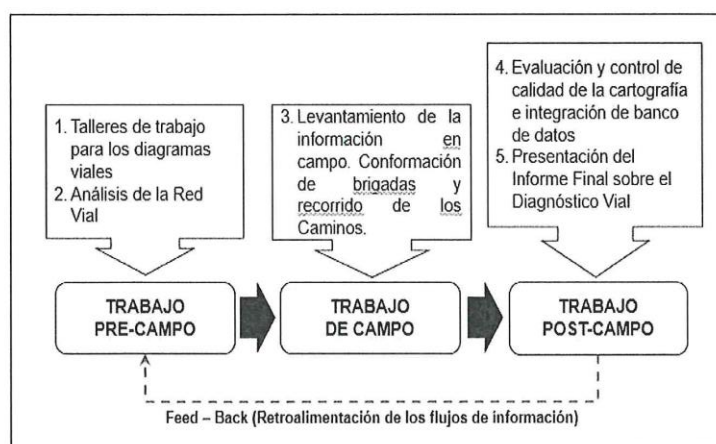 1. Talleres de trabajo
para los diagramas
viales
2. Análisis de la Red
Vial
3. Levantamiento de la
información en
campo. Conformación
de brigadas y
recorrido de los
Caminos.
4. Evaluación y control de
calidad de la cartografía
e integración de banco
de datos
5. Presentación del
Informe Final sobre el
Diagnóstico Vial
TRABAJO
PRE-CAMPO
TRABAJO
DE CAMPO
TRABAJO
POST-CAMPO
Feed – Back (Retroalimentación de los flujos de información)